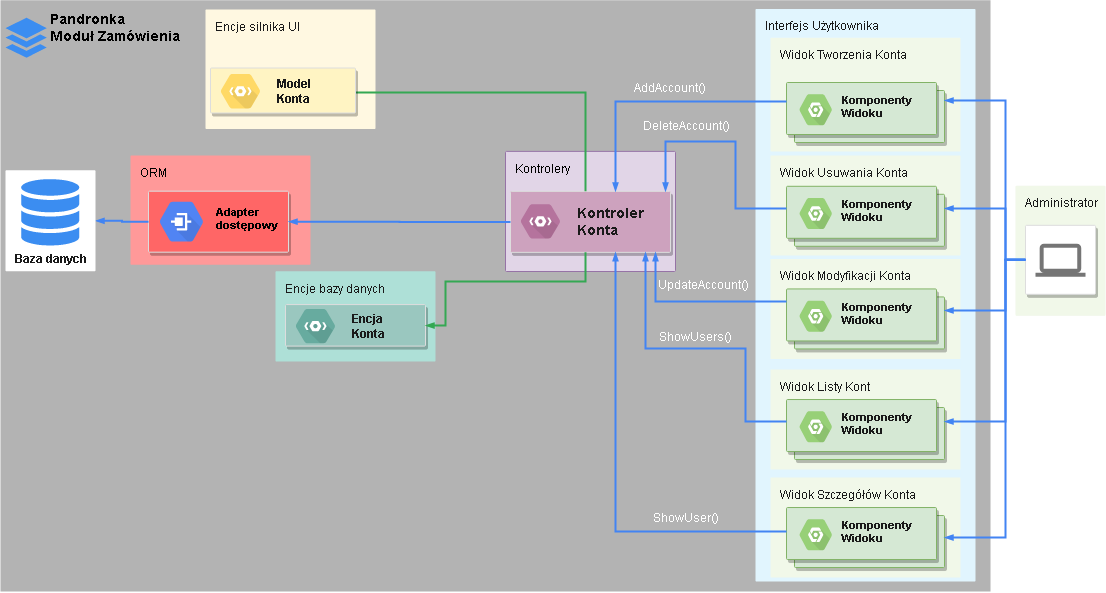 Pandronka
Moduł Zamówienia
Encje silnika UI
Model
Konta
ORM
Adapter
dostępowy
Baza danych
Encje bazy danych
Encja
Konta
Kontrolery
Kontroler
Konta
AddAccount()
DeleteAccount()
UpdateAccount()
ShowUsers()
ShowUser()
Interfejs Użytkownika
Widok Tworzenia Konta
Komponenty
Widoku
Widok Usuwania Konta
Komponenty
Widoku
Widok Modyfikacji Konta
Komponenty
Widoku
Widok Listy Kont
Komponenty
Widoku
Widok Szczegółów Konta
Komponenty
Widoku
Administrator